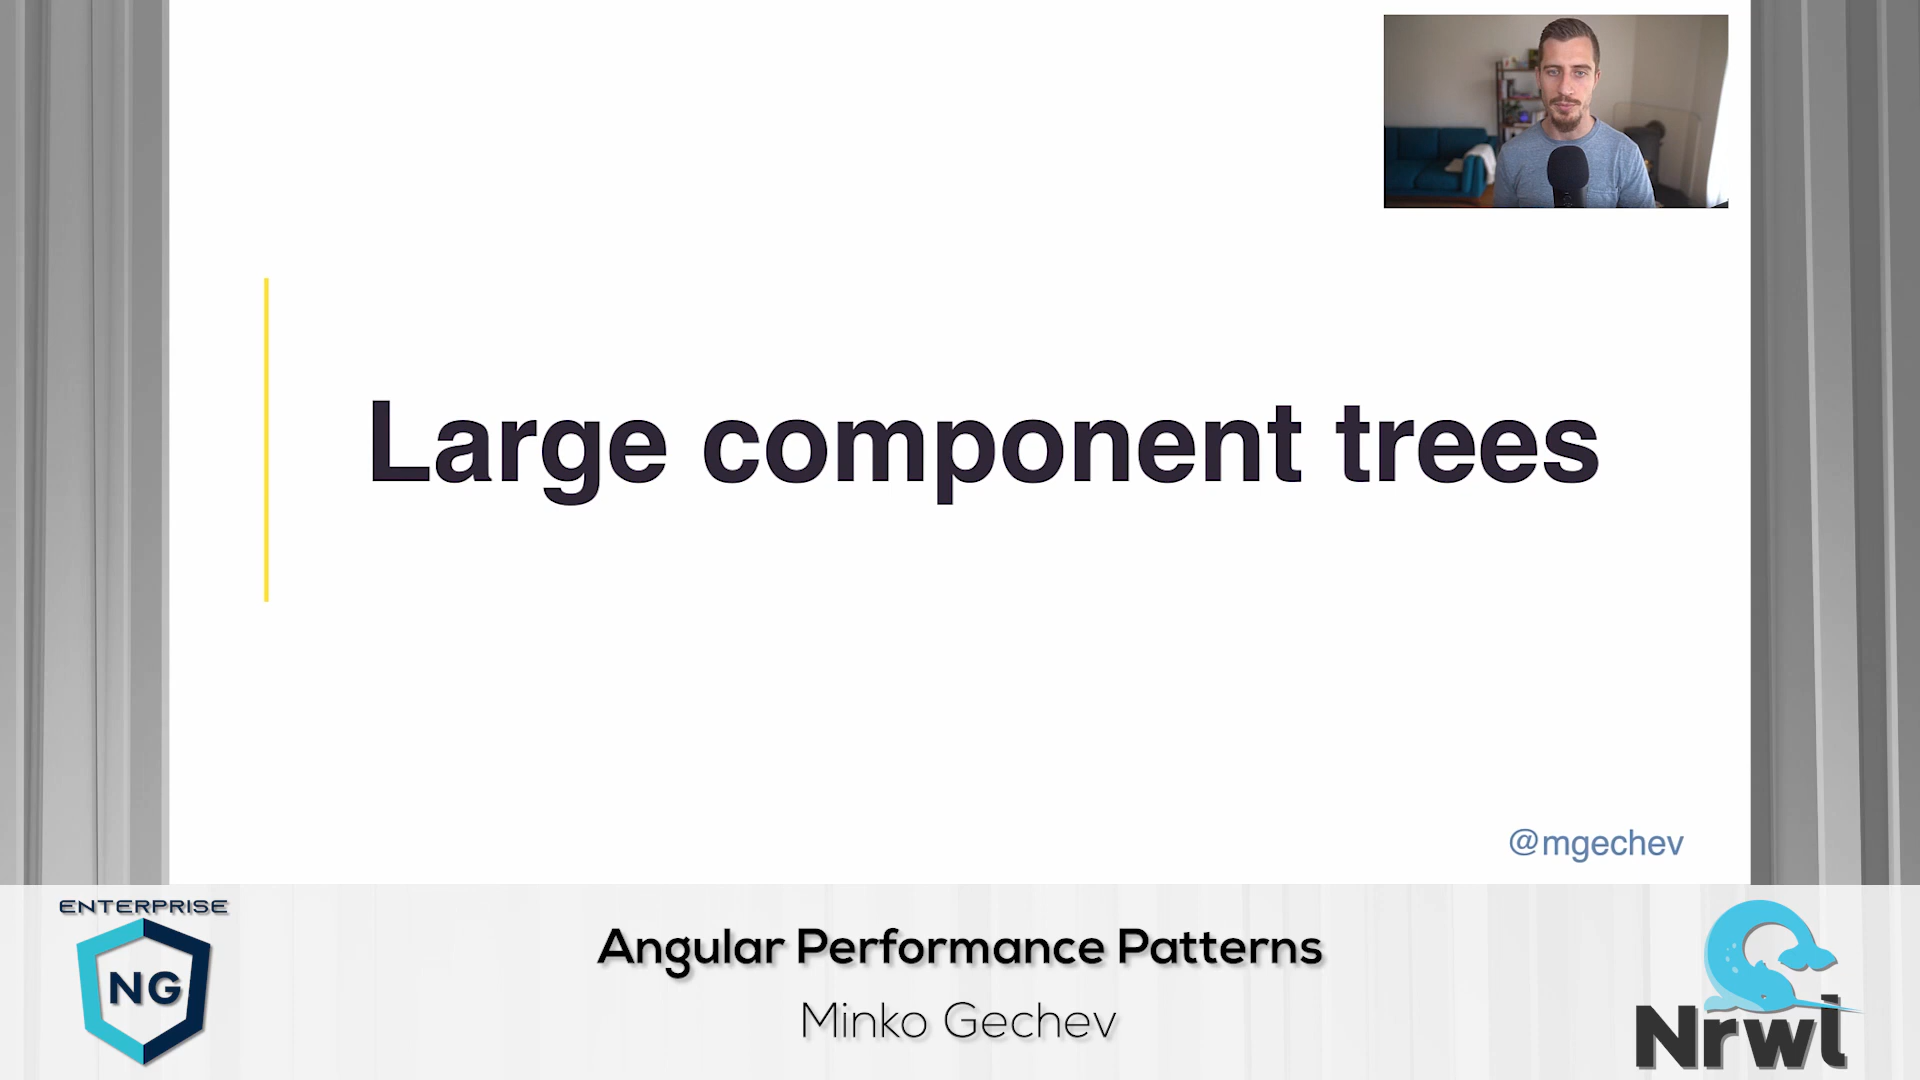 Large component trees
@mgechev
ENTERPRISE
NG
Angular Performance Patterns
Minko Gechev
Nrwl